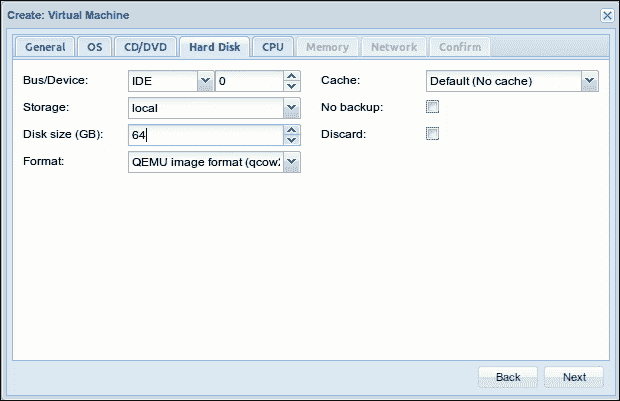 Create: Virtual Machine
General OS CD/DVD Hard Disk CPU Memory Network Confirm
Bus/Device: IDE 0 Cache: Default (No cache)
Storage: local No backup:
Disk size (GB): 64 Discard:
Format: QEMU image format (qcow2
Back Next